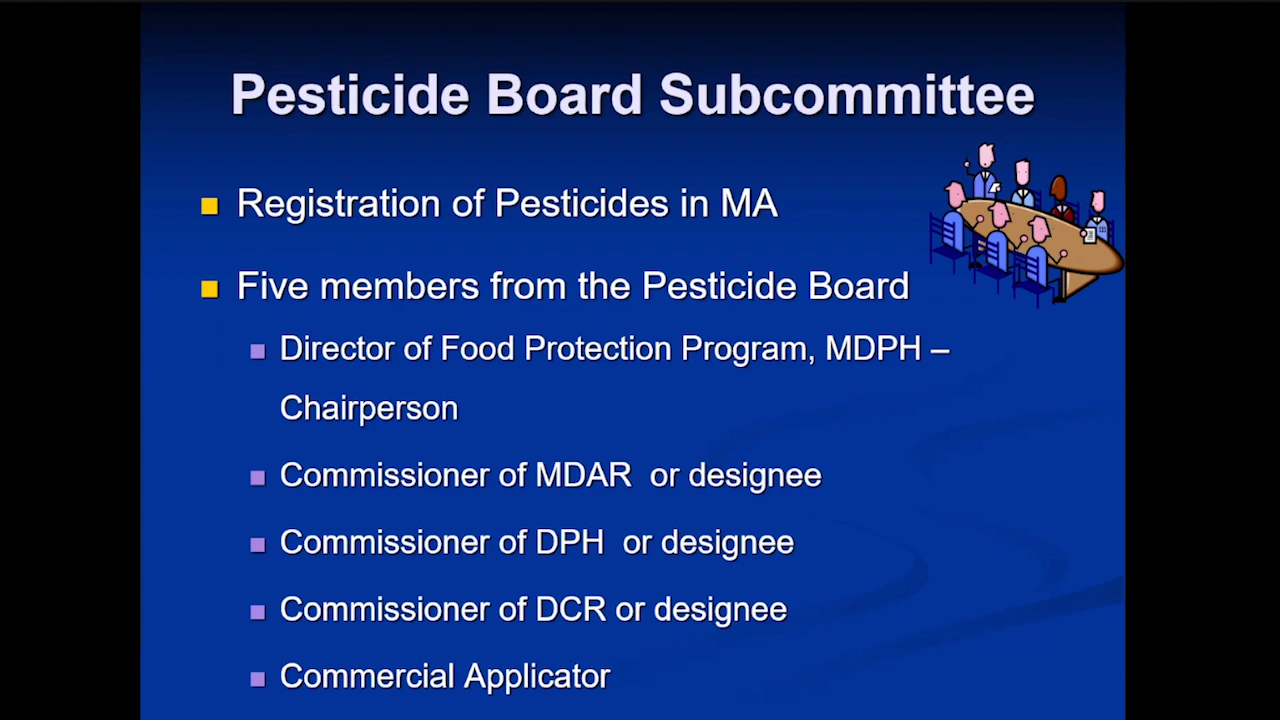 Pesticide Board Subcommittee
Registration of Pesticides in MA
Five members from the Pesticide Board
Director of Food Protection Program, MDPH –
Chairperson
Commissioner of MDAR  or designee
Commissioner of DPH  or designee
Commissioner of DCR or designee
Commercial Applicator